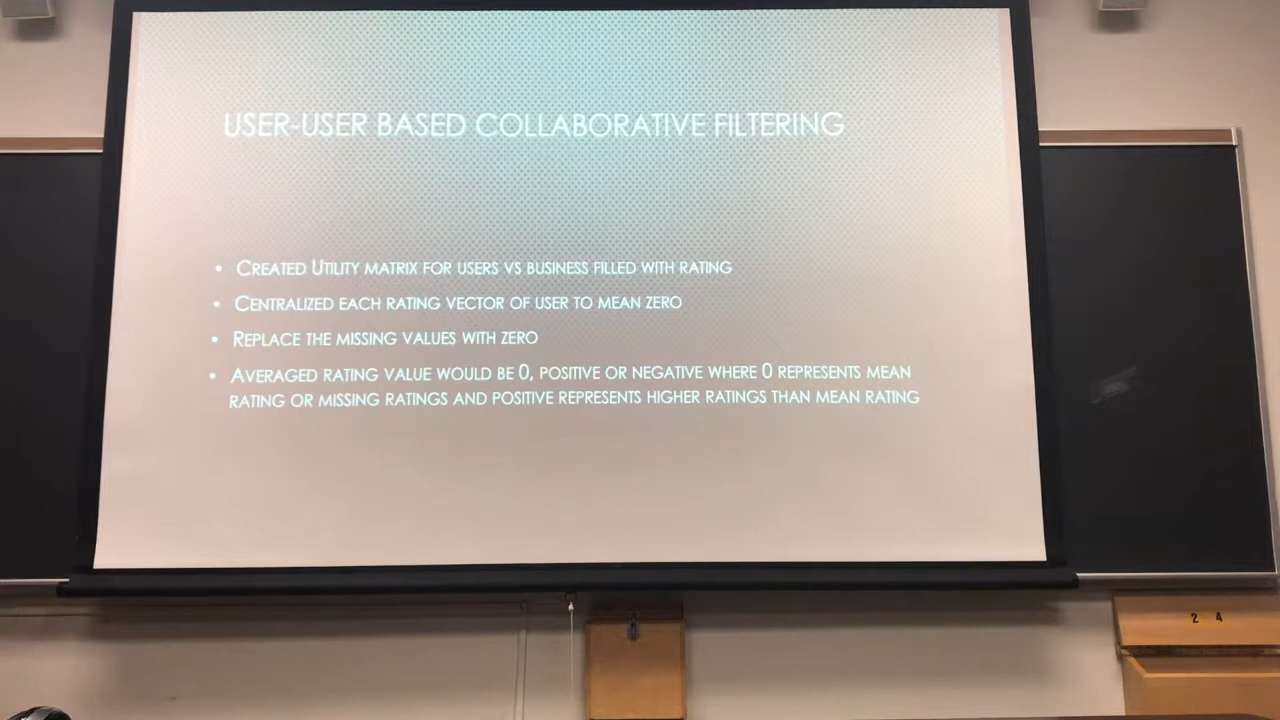 USER-USER BASED COLLABORATIVE FILTERING
• CREATED UTILITY MATRIX FOR USERS VS BUSINESS FILLED WITH RATING
• CENTRALIZED EACH RATING VECTOR OF USER TO MEAN ZERO
• REPLACE THE MISSING VALUES WITH ZERO
• AVERAGED RATING VALUE WOULD BE 0, POSITIVE OR NEGATIVE WHERE 0 REPRESENTS MEAN
RATING OR MISSING RATINGS AND POSITIVE REPRESENTS HIGHER RATINGS THAN MEAN RATING
2 4